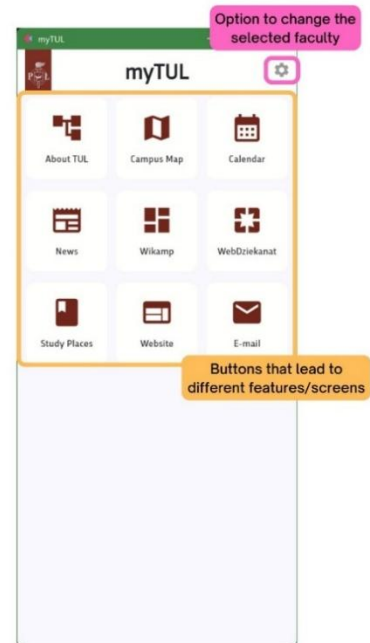 Option to change the
selected faculty
myTUL
P Ł
myTUL
About TUL
Campus Map
Calendar
News
Wikamp
WebDziekanat
Study Places
Website
E-mail
Buttons that lead to
different features/screens